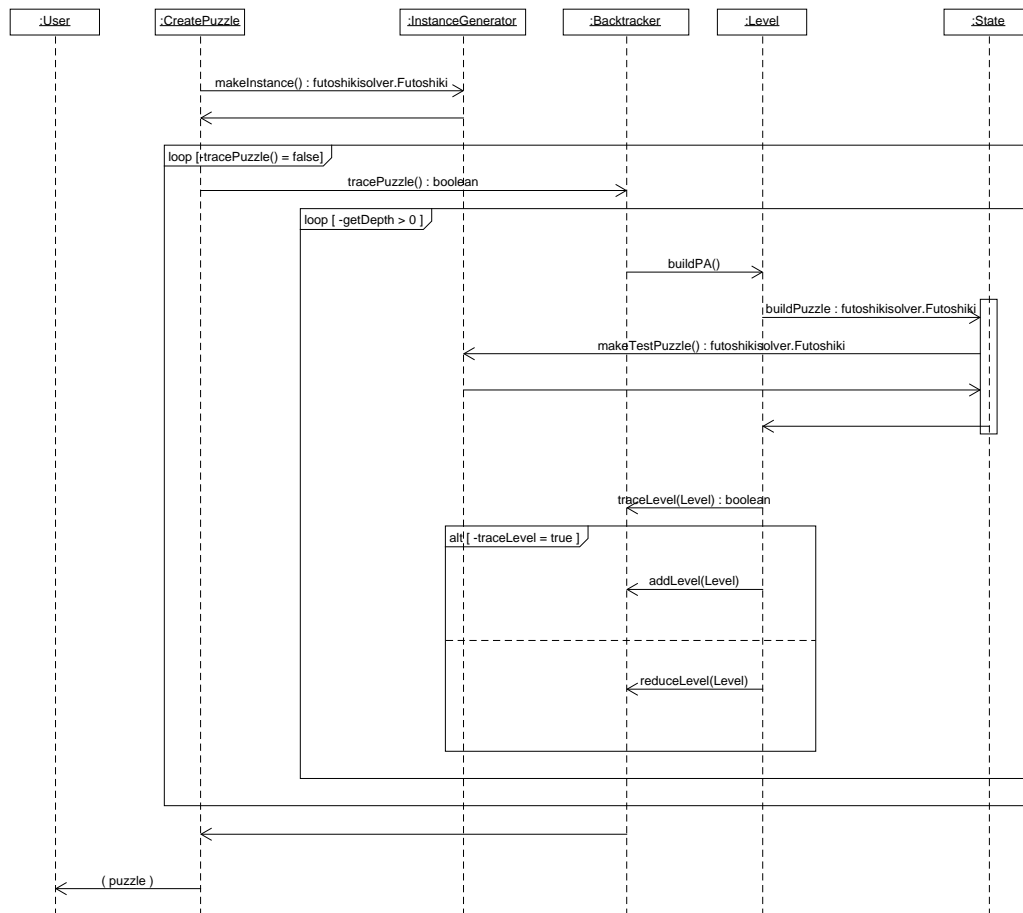 :User
:CreatePuzzle
:InstanceGenerator
:Backtracker
:Level
:State
makeInstance() : futoshikisolver.Futoshiki
loop [-tracePuzzle() = false]
tracePuzzle() : boolean
loop [ -getDepth > 0 ]
buildPA()
buildPuzzle : futoshikisolver.Futoshiki
makeTestPuzzle() : futoshikisolver.Futoshiki
traceLevel(Level) : boolean
alt [ -traceLevel = true ]
addLevel(Level)
reduceLevel(Level)
( puzzle )